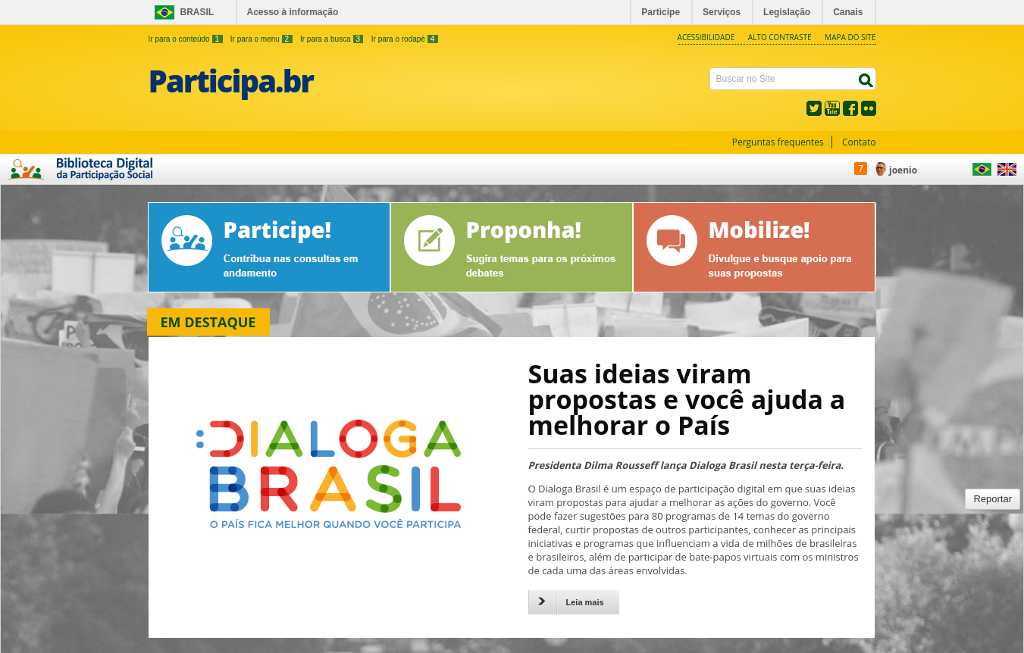 BRASIL
Acesso à informação
Participe
Serviços
Legislação
Canais
Ir para o conteúdo 1 Ir para o menu 2 Ir para a busca 3 Ir para o rodapé 4
ACESSIBILIDADE ALTO CONTRASTE MAPA DO SITE
Participa.br
Buscar no Site
You
Tube
Perguntas frequentes
Contato
Biblioteca Digital
da Participação Social
7 joenio
Participe!
Contribua nas consultas em
andamento
Proponha!
Sugira temas para os próximos
debates
Mobilize!
Divulgue e busque apoio para
suas propostas
EM DESTAQUE
:DIALOGA
BRASIL
O PAÍS FICA MELHOR QUANDO VOCÊ PARTICIPA
Suas ideias viram
propostas e você ajuda a
melhorar o País
Presidenta Dilma Rousseff lança Dialoga Brasil nesta terça-feira.
O Dialoga Brasil é um espaço de participação digital em que suas ideias
viram propostas para ajudar a melhorar as ações do governo. Você
pode fazer sugestões para 80 programas de 14 temas do governo
federal, curtir propostas de outros participantes, conhecer as principais
iniciativas e programas que influenciam a vida de milhões de brasileiras
e brasileiros, além de participar de bate-papos virtuais com os ministros
de cada uma das áreas envolvidas.
Leia mais
Reportar